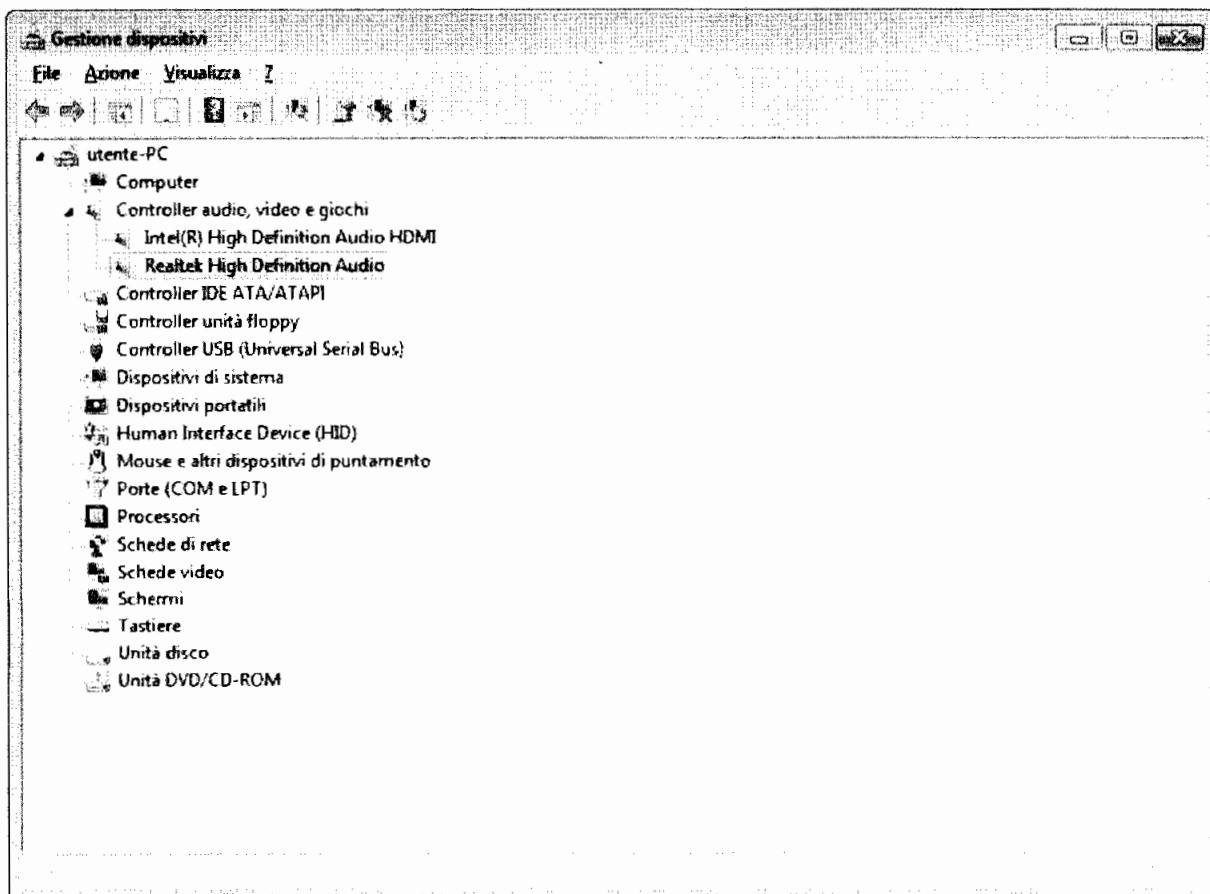 Gestione dispositivi
File Azione Visualizza ?
utente-PC
Computer
Controller audio, video e giochi
Intel(R) High Definition Audio HDMI
Realtek High Definition Audio
Controller IDE ATA/ATAPI
Controller unità floppy
Controller USB (Universal Serial Bus)
Dispositivi di sistema
Dispositivi portatili
Human Interface Device (HID)
Mouse e altri dispositivi di puntamento
Porte (COM e LPT)
Processori
Schede di rete
Schede video
Schermi
Tastiere
Unità disco
Unità DVD/CD-ROM